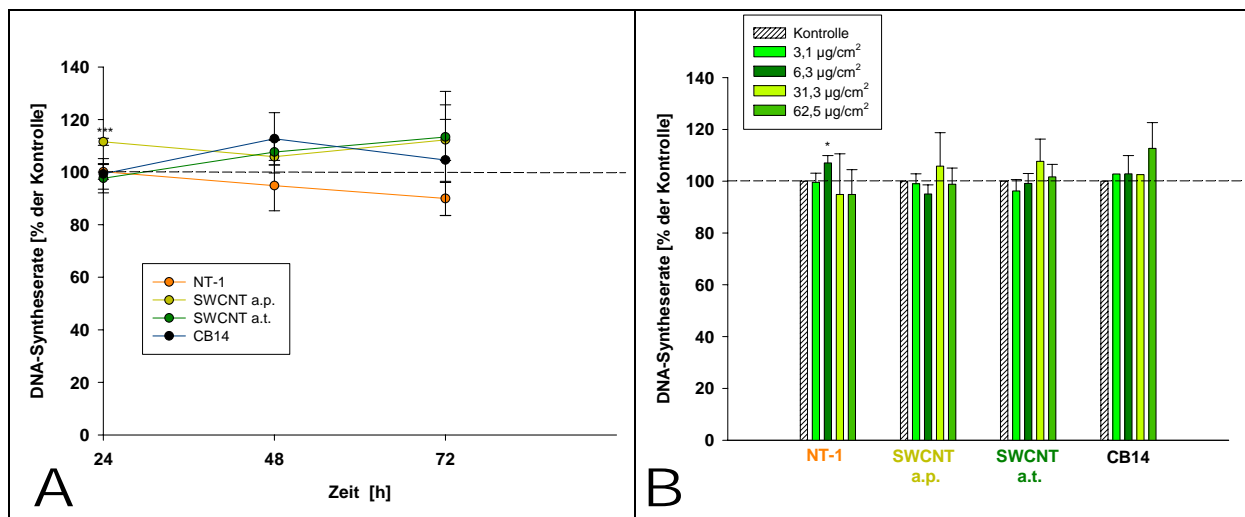 DNA-Syntheserate [% der Kontrolle]
140
120
100
80
60
40
20
0
***
NT-1
SWCNT a.p.
SWCNT a.t.
CB14
24
48
72
Zeit [h]
A
Kontrolle
3,1 µg/cm²
6,3 µg/cm²
31,3 µg/cm²
62,5 µg/cm²
DNA-Syntheserate [% der Kontrolle]
140
120
100
80
60
40
20
0
*
NT-1
SWCNT
a.p.
SWCNT
a.t.
CB14
B